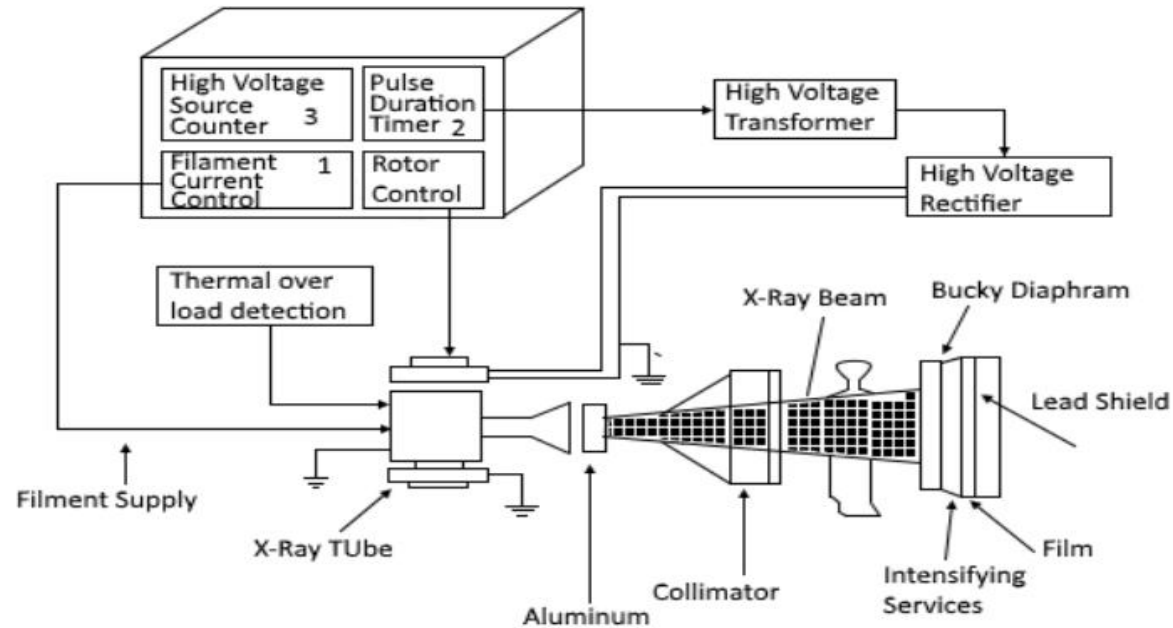 High Voltage
Source
Counter 3
Pulse
Duration
Timer 2
Filament 1
Current
Control
Rotor
Control
High Voltage
Transformer
High Voltage
Rectifier
Thermal over
load detection
X-Ray Beam
Bucky Diaphram
Lead Shield
Filment Supply
X-Ray TUbe
Aluminum
Collimator
Intensifying
Services
Film